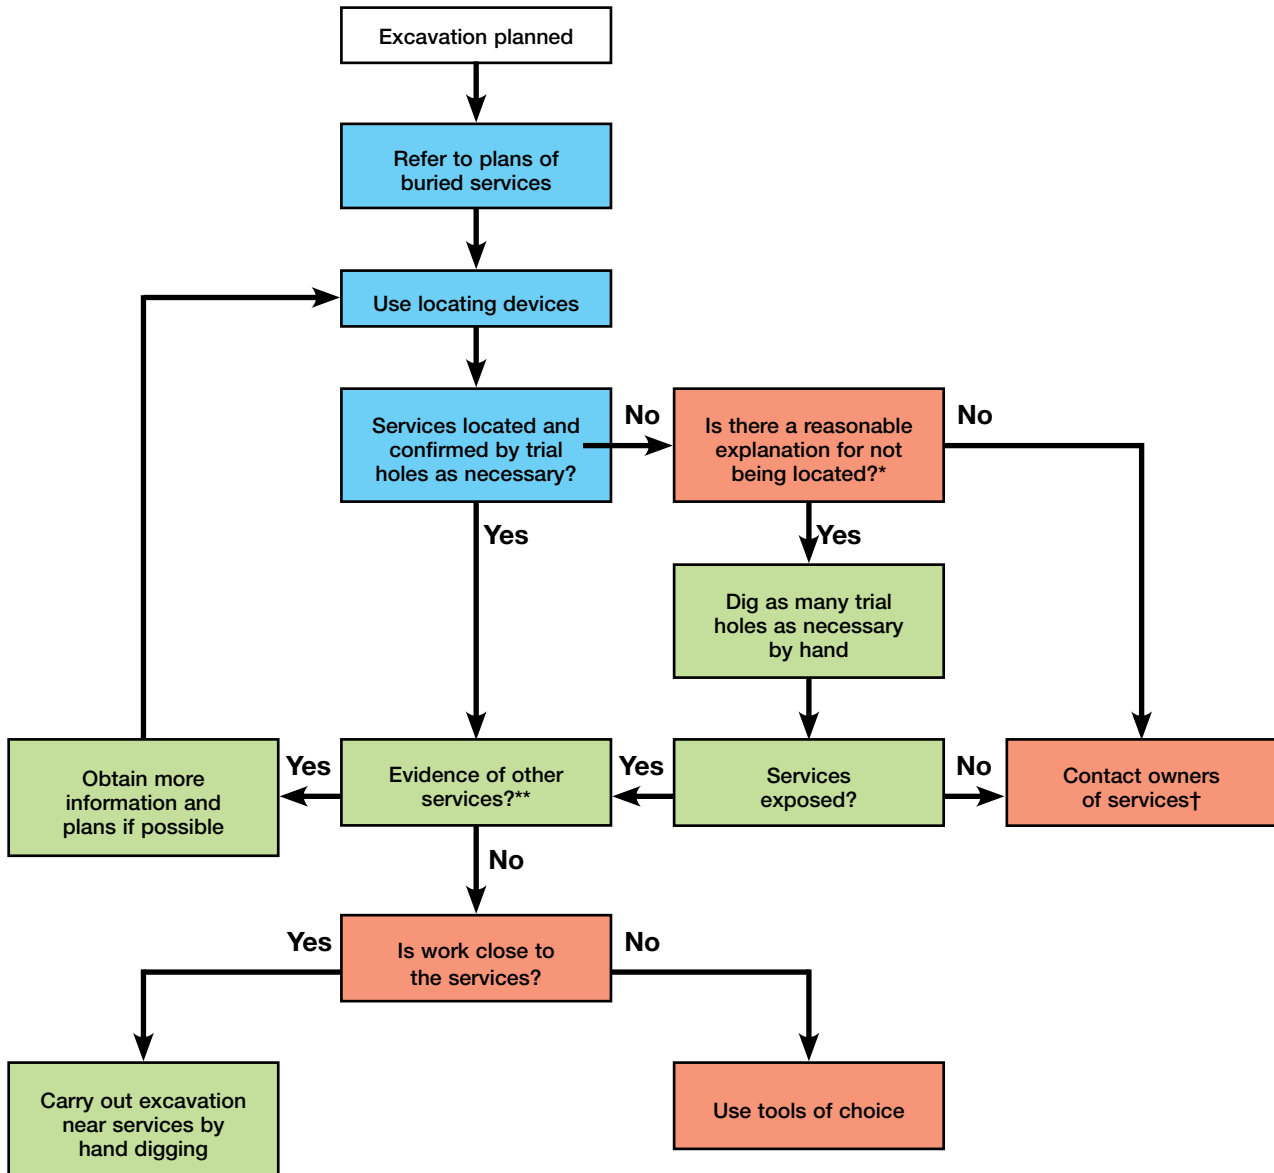 Excavation planned
Refer to plans of
buried services
Use locating devices
Services located and
confirmed by trial
holes as necessary?
No
Is there a reasonable
explanation for not
being located?*
No
Yes
Yes
Dig as many trial
holes as necessary
by hand
Obtain more
information and
plans if possible
Yes
Evidence of other
services?**
Yes
Services
exposed?
No
Contact owners
of services†
No
Yes
Is work close to
the services?
No
Carry out excavation
near services by
hand digging
Use tools of choice